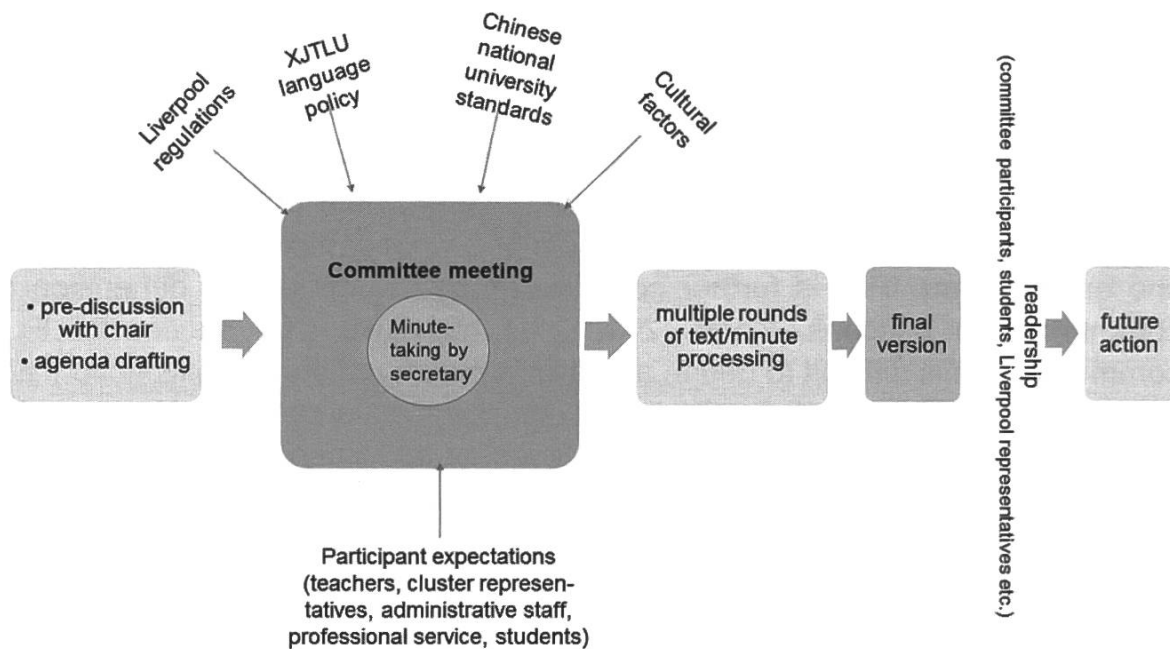 Liverpool
regulations
XJTLU
language
policy
Chinese
national
university
standards
Cultural
factors
• pre-discussion
with chair
• agenda drafting
Committee meeting
Minute-
taking by
secretary
multiple rounds
of text/minute
processing
final
version
readership
(committee participants, students, Liverpool representatives etc.)
future
action
Participant expectations
(teachers, cluster represen-
tatives, administrative staff,
professional service, students)